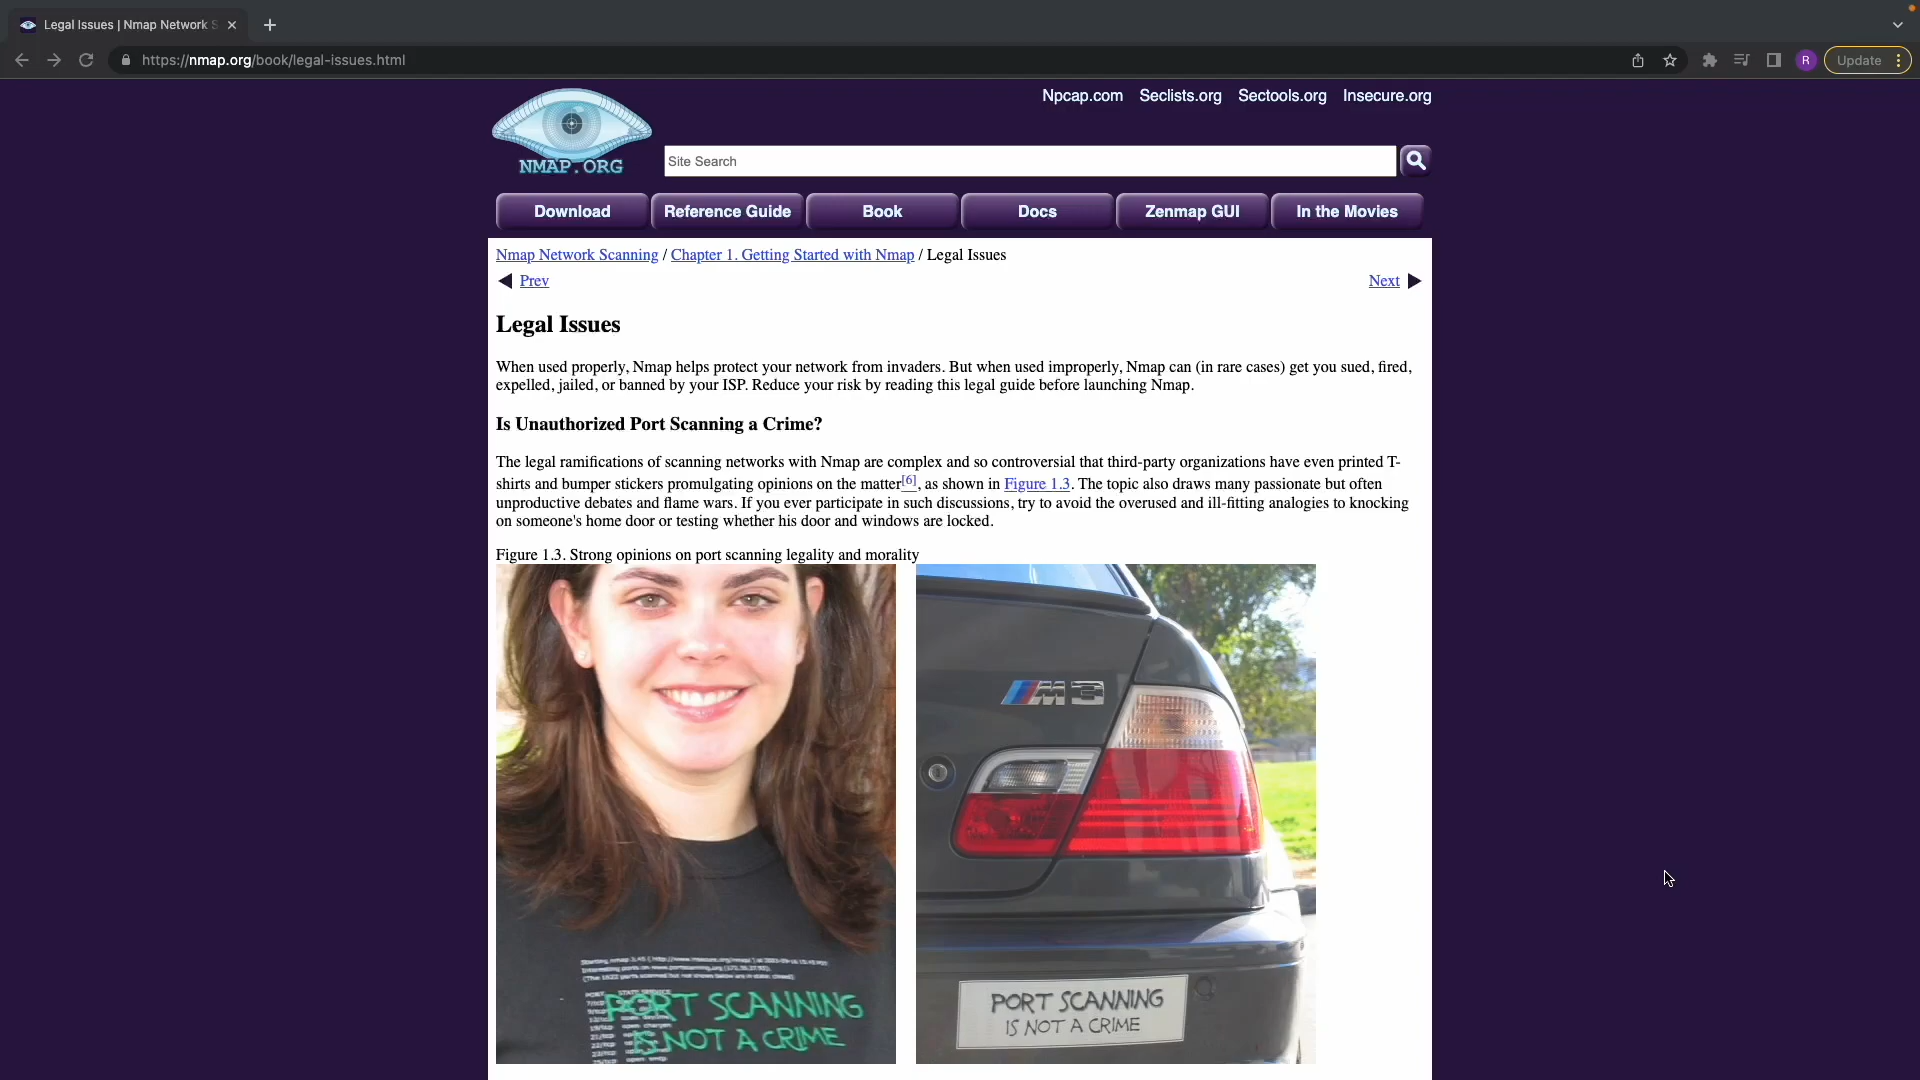 Legal Issues | Nmap Network S
https://nmap.org/book/legal-issues.html
R
Update
Npcap.com Seclists.org Sectools.org Insecure.org
NMAP.ORG
Site Search
Download Reference Guide Book Docs Zenmap GUI In the Movies
Nmap Network Scanning / Chapter 1. Getting Started with Nmap / Legal Issues
Prev Next
Legal Issues
When used properly, Nmap helps protect your network from invaders. But when used improperly, Nmap can (in rare cases) get you sued, fired,
expelled, jailed, or banned by your ISP. Reduce your risk by reading this legal guide before launching Nmap.
Is Unauthorized Port Scanning a Crime?
The legal ramifications of scanning networks with Nmap are complex and so controversial that third-party organizations have even printed T-
shirts and bumper stickers promulgating opinions on the matter[6], as shown in Figure 1.3. The topic also draws many passionate but often
unproductive debates and flame wars. If you ever participate in such discussions, try to avoid the overused and ill-fitting analogies to knocking
on someone's home door or testing whether his door and windows are locked.
Figure 1.3. Strong opinions on port scanning legality and morality
M3
PORT SCANNING
IS NOT A CRIME
PORT SCANNING
IS NOT A CRIME